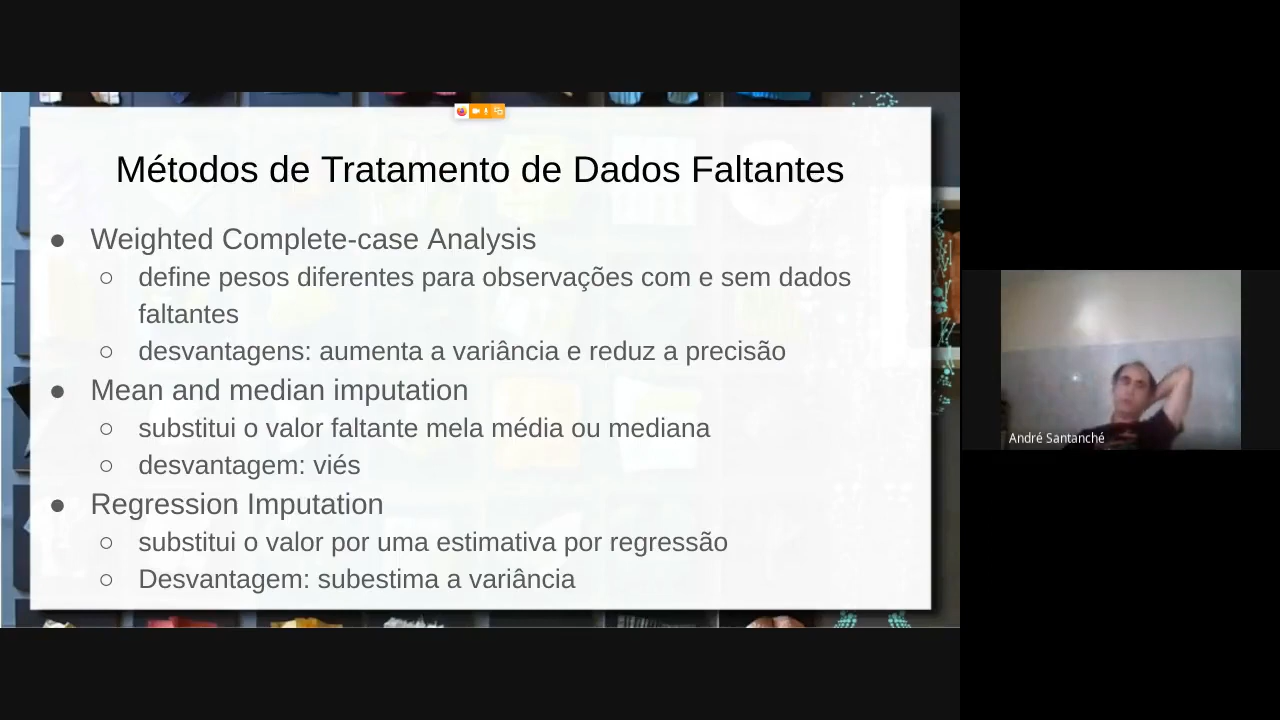 Métodos de Tratamento de Dados Faltantes
● Weighted Complete-case Analysis
○ define pesos diferentes para observações com e sem dados
faltantes
○ desvantagens: aumenta a variância e reduz a precisão
● Mean and median imputation
○ substitui o valor faltante mela média ou mediana
○ desvantagem: viés
● Regression Imputation
○ substitui o valor por uma estimativa por regressão
○ Desvantagem: subestima a variância
André Santanchè